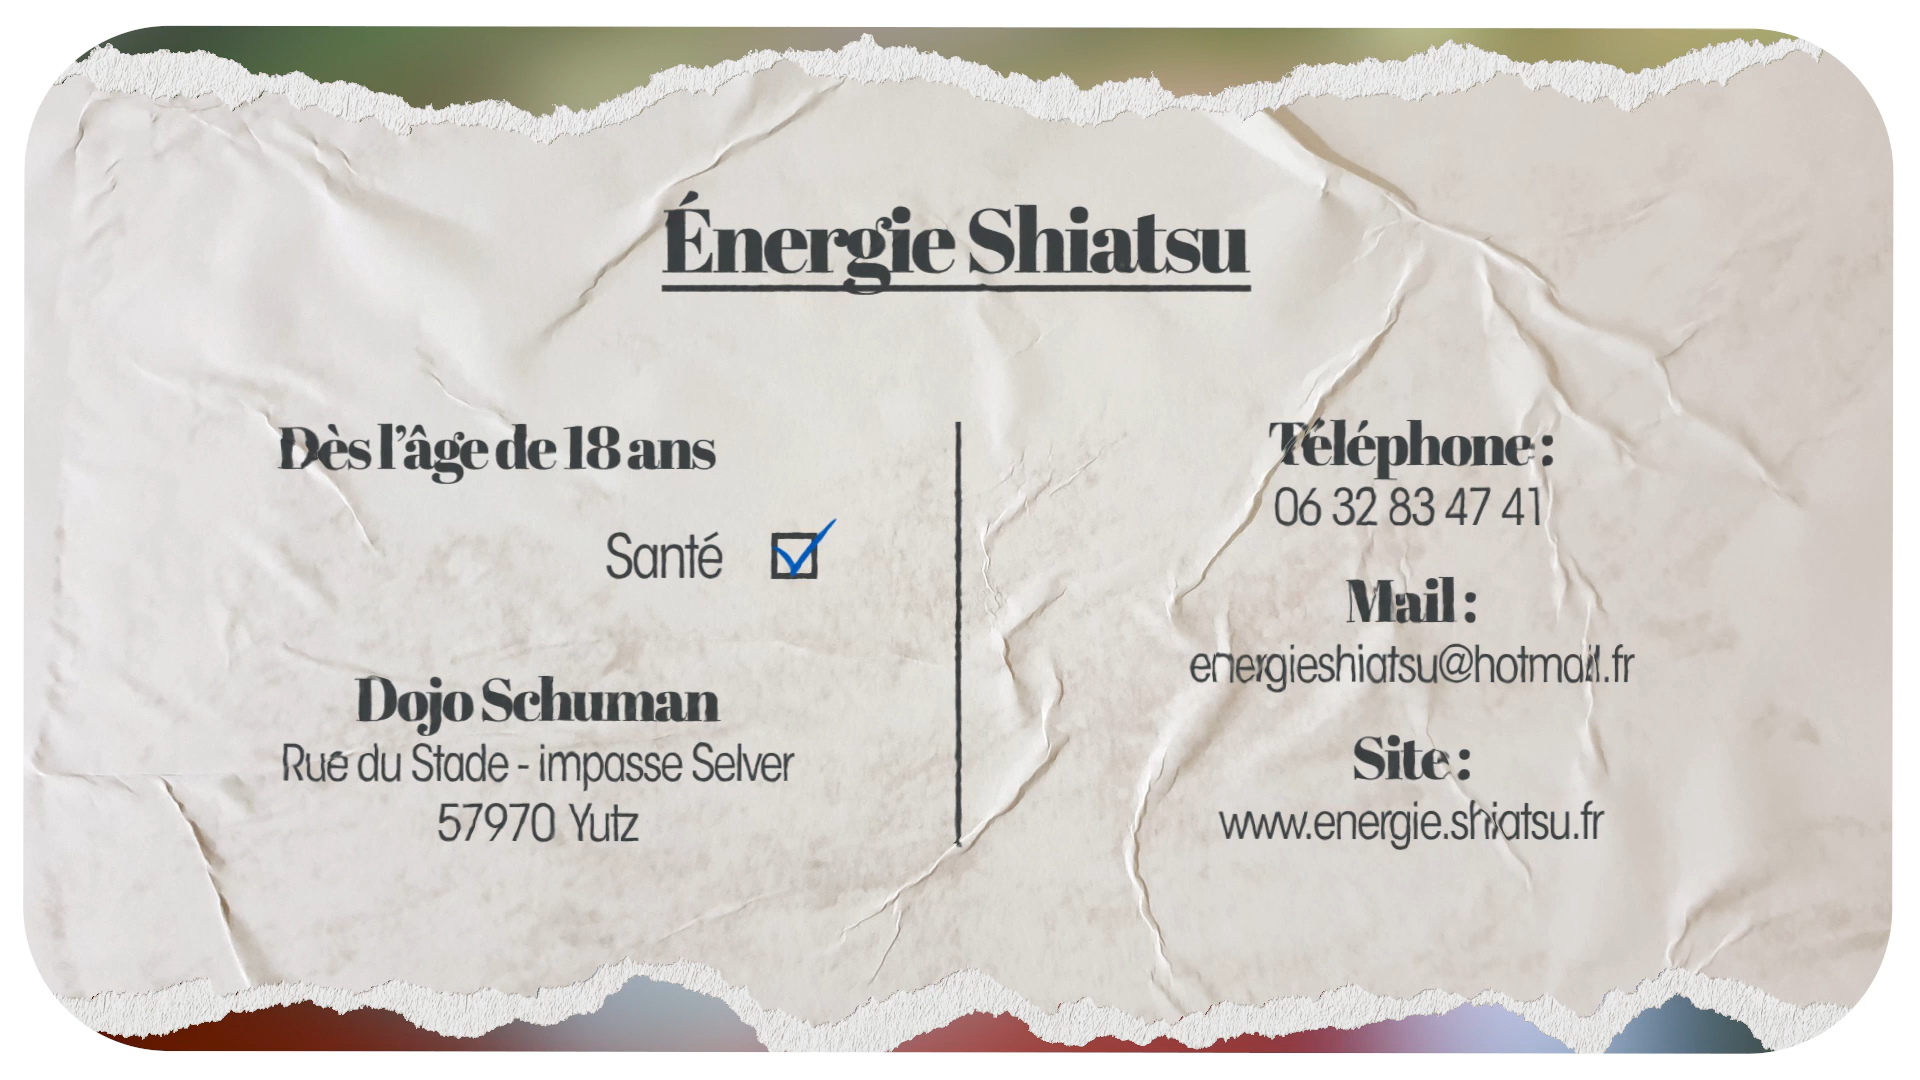 Énergie Shiatsu
Dès l'âge de 18 ans
Santé
Dojo Schuman
Rue du Stade - impasse Selver
57970 Yutz
Téléphone :
06 32 83 47 41
Mail :
energieshiatsu@hotmail.fr
Site :
www.energie.shiatsu.fr